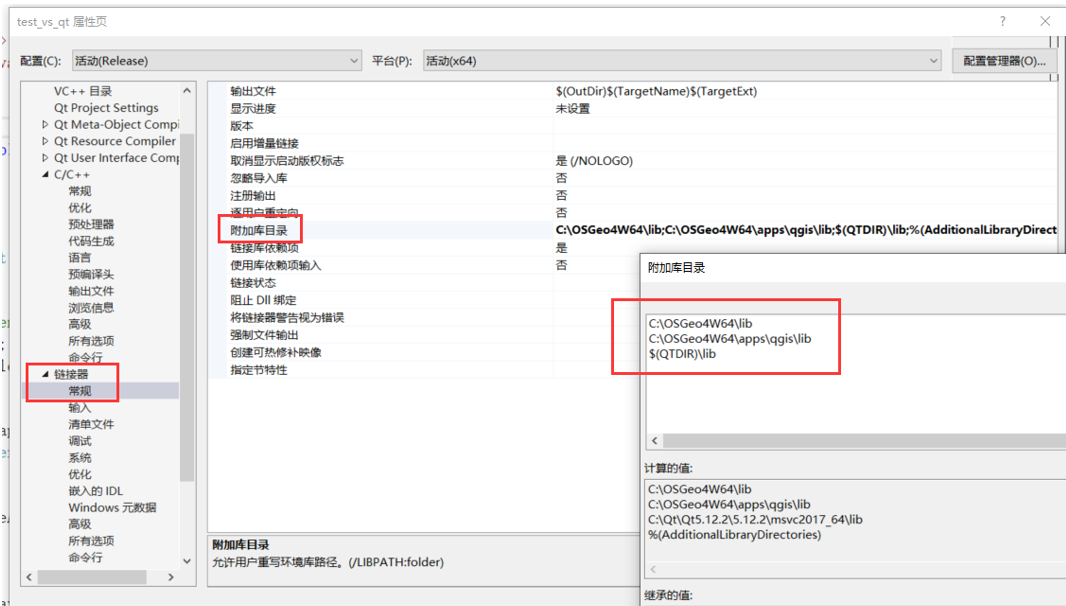 test_vs_qt 属性页
配置(C): 活动(Release) 平台(P): 活动(x64) 配置管理器(O)...
VC++ 目录
Qt Project Settings
Qt Meta-Object Compi
Qt Resource Compiler
Qt User Interface Comp
C/C++
常规
优化
预处理器
代码生成
语言
预编译头
输出文件
浏览信息
高级
所有选项
命令行
链接器
常规
输入
清单文件
调试
系统
优化
嵌入的 IDL
Windows 元数据
高级
所有选项
命令行
输出文件 $(OutDir)$(TargetName)$(TargetExt)
显示进度 未设置
版本
启用增量链接
取消显示启动版权标志 是 (/NOLOGO)
忽略导入库 否
注册输出 否
逐用户重定向 否
附加库目录 C:\OSGeo4W64\lib;C:\OSGeo4W64\apps\qgis\lib;$(QTDIR)\lib;%(AdditionalLibraryDirect
链接库依赖项 是
使用库依赖项输入 否
链接状态
阻止 Dll 绑定
将链接器警告视为错误
强制文件输出
创建可热修补映像
指定节特性
附加库目录
允许用户重写环境库路径。(/LIBPATH:folder)
附加库目录
C:\OSGeo4W64\lib
C:\OSGeo4W64\apps\qgis\lib
$(QTDIR)\lib
计算的值:
C:\OSGeo4W64\lib
C:\OSGeo4W64\apps\qgis\lib
C:\Qt\Qt5.12.2\5.12.2\msvc2017_64\lib
%(AdditionalLibraryDirectories)
继承的值: